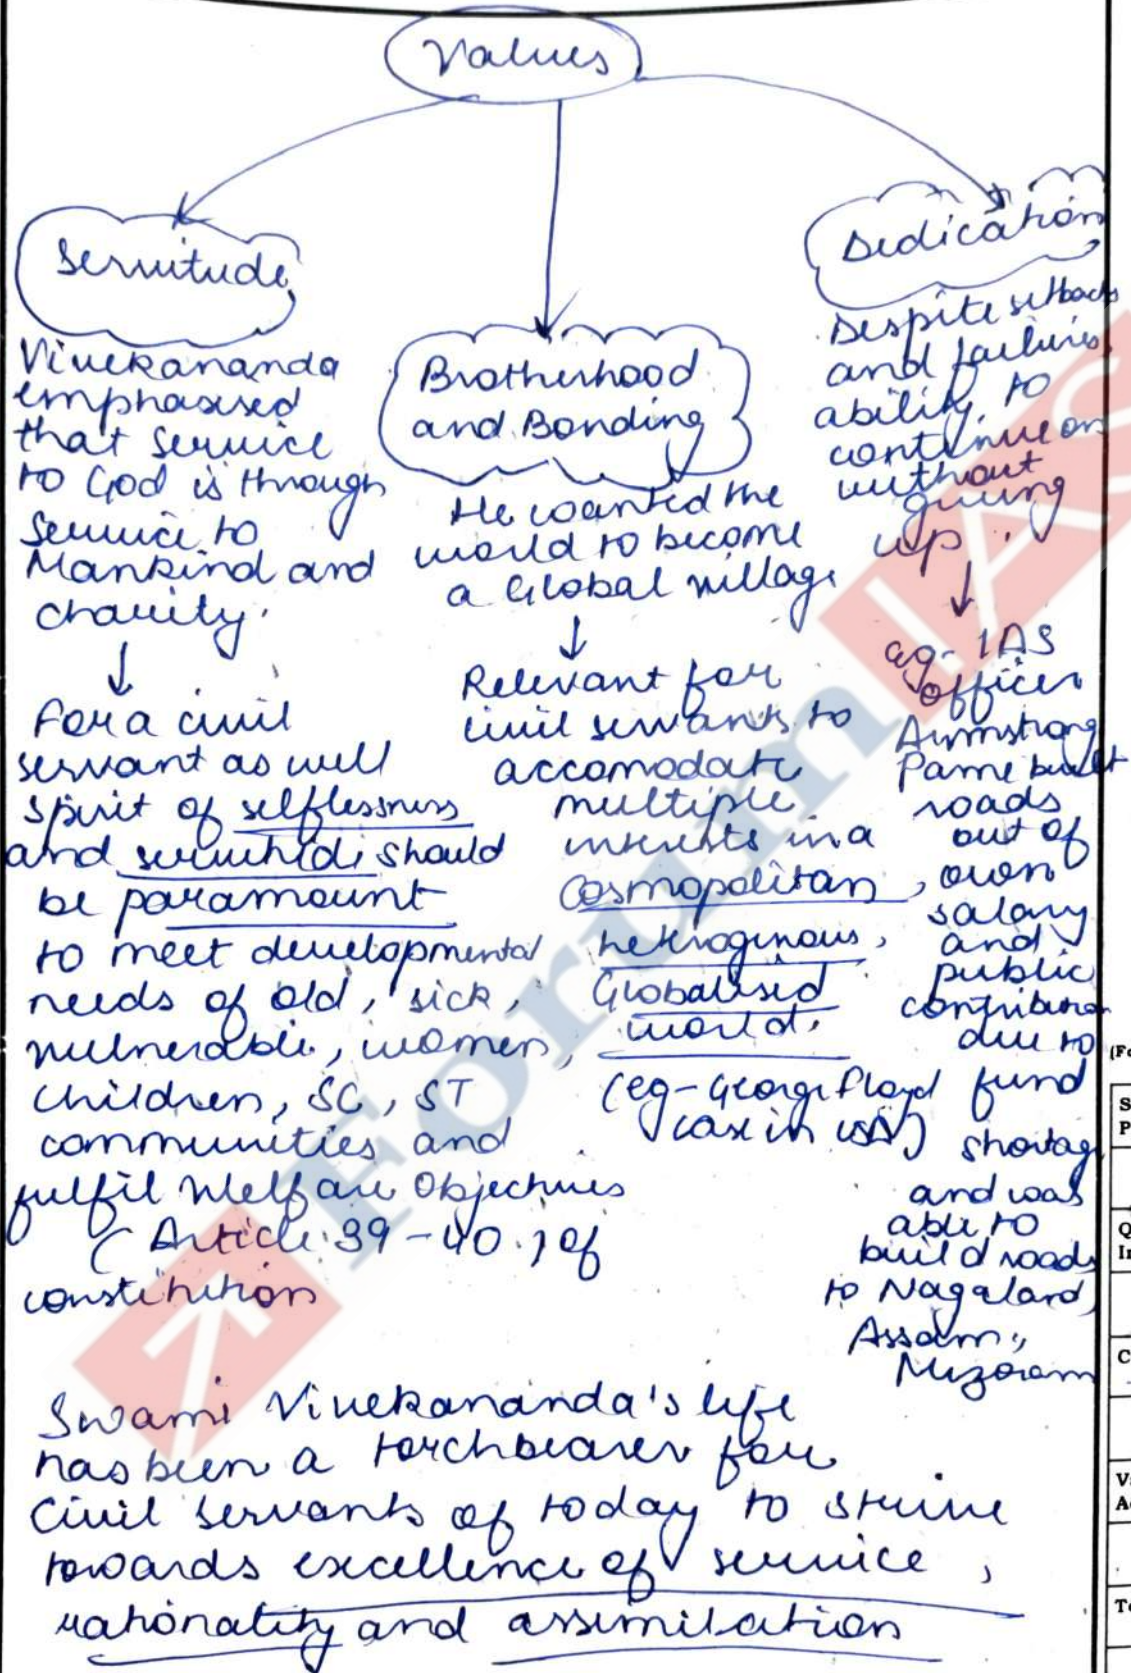 Values
Servitude
Vivekananda
emphasised
that service
to God is through
Service to
Mankind and
charity.
For a civil
servant as well
spirit of selflessness
and servitude should
be paramount
to meet developmental
needs of old, sick,
vulnerable, women,
children, SC, ST
communities and
fulfil Welfare Objectives
(Article 39-40) of
constitution
Brotherhood
and Bonding
He wanted the
world to become
a Global village
Relevant for
civil servants to
accomodate
multiple
interests in a
Cosmopolitan,
heterogenous,
Globalised
world.
(eg- George Floyd
case in USA)
Dedication
Despite setbacks
and failures
ability to
continue on
without
giving
up.
eg- IAS
officer
Armstrong
Pame built
roads
out of
own
salary
and
public
contribution
due to
fund
shortage
and was
able to
build roads
to Nagaland,
Assam,
Mizoram
Swami Vivekananda's life
has been a torchbearer for
Civil Servants of today to strive
towards excellence of service,
rationality and assimilation
ForumIAS
(Fo
S
P
Q
In
C
V
A
To